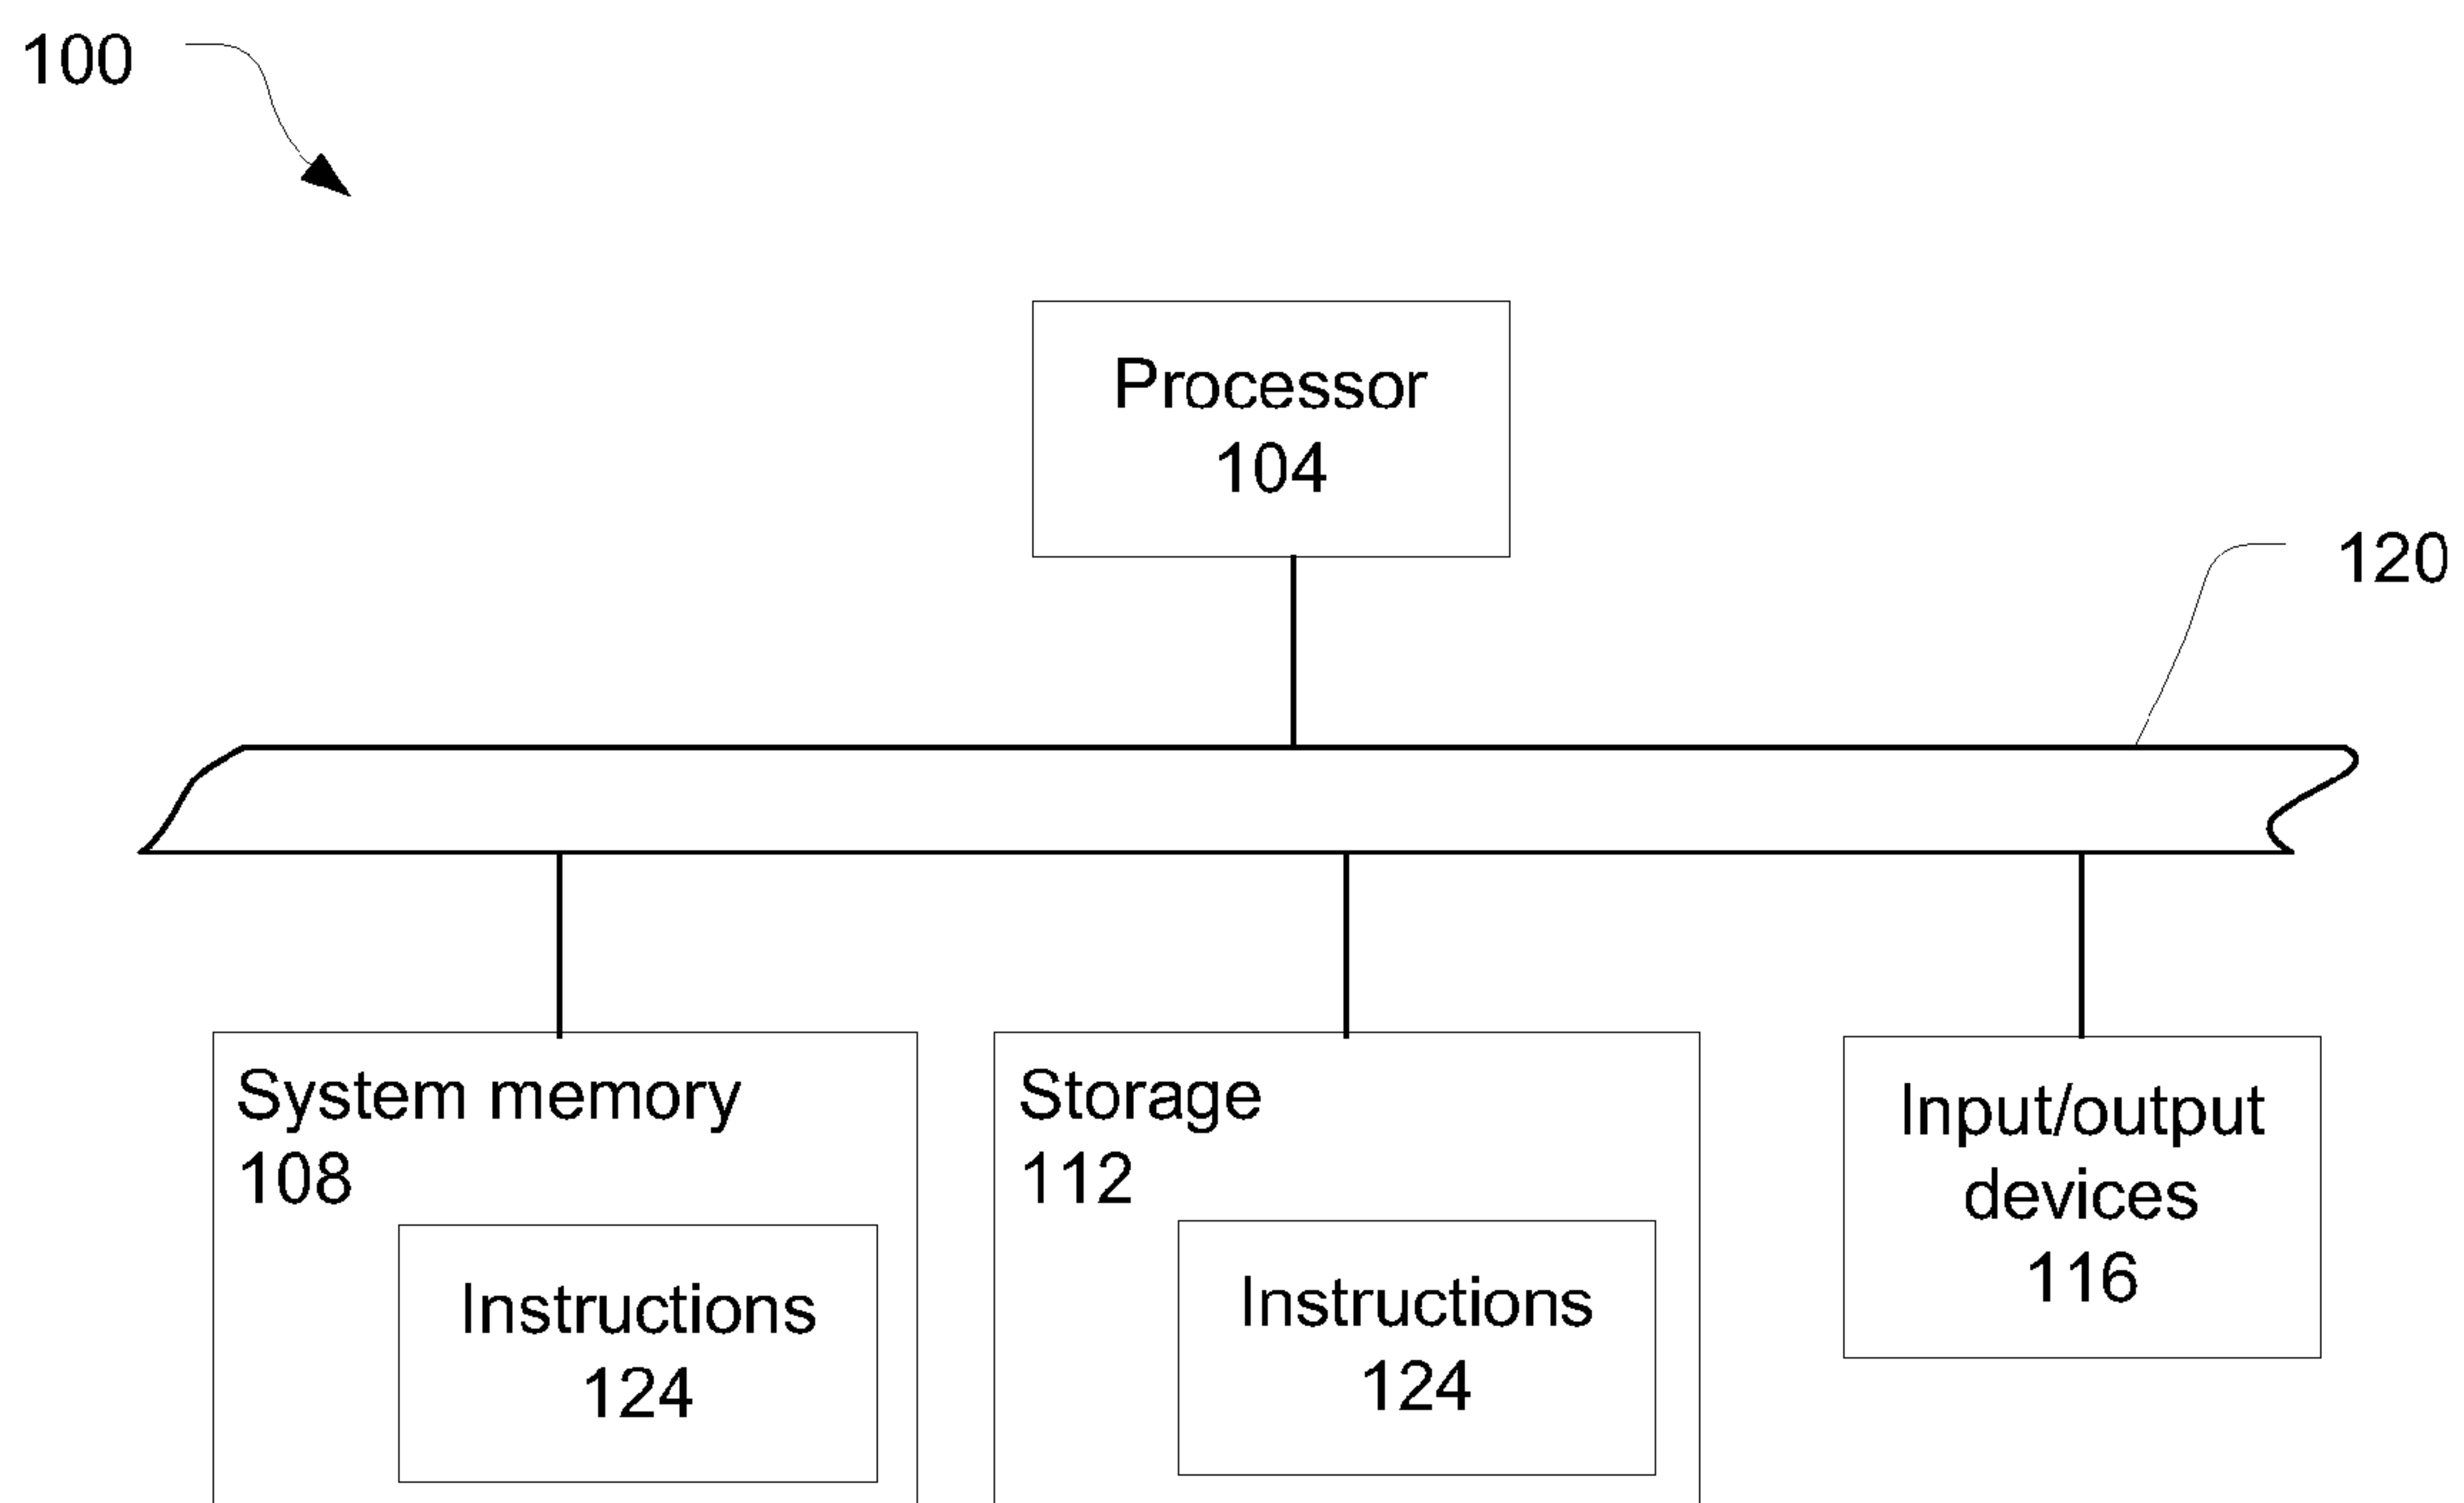 100
Processor
104
120
System memory
108
Instructions
124
Storage
112
Instructions
124
Input/output
devices
116